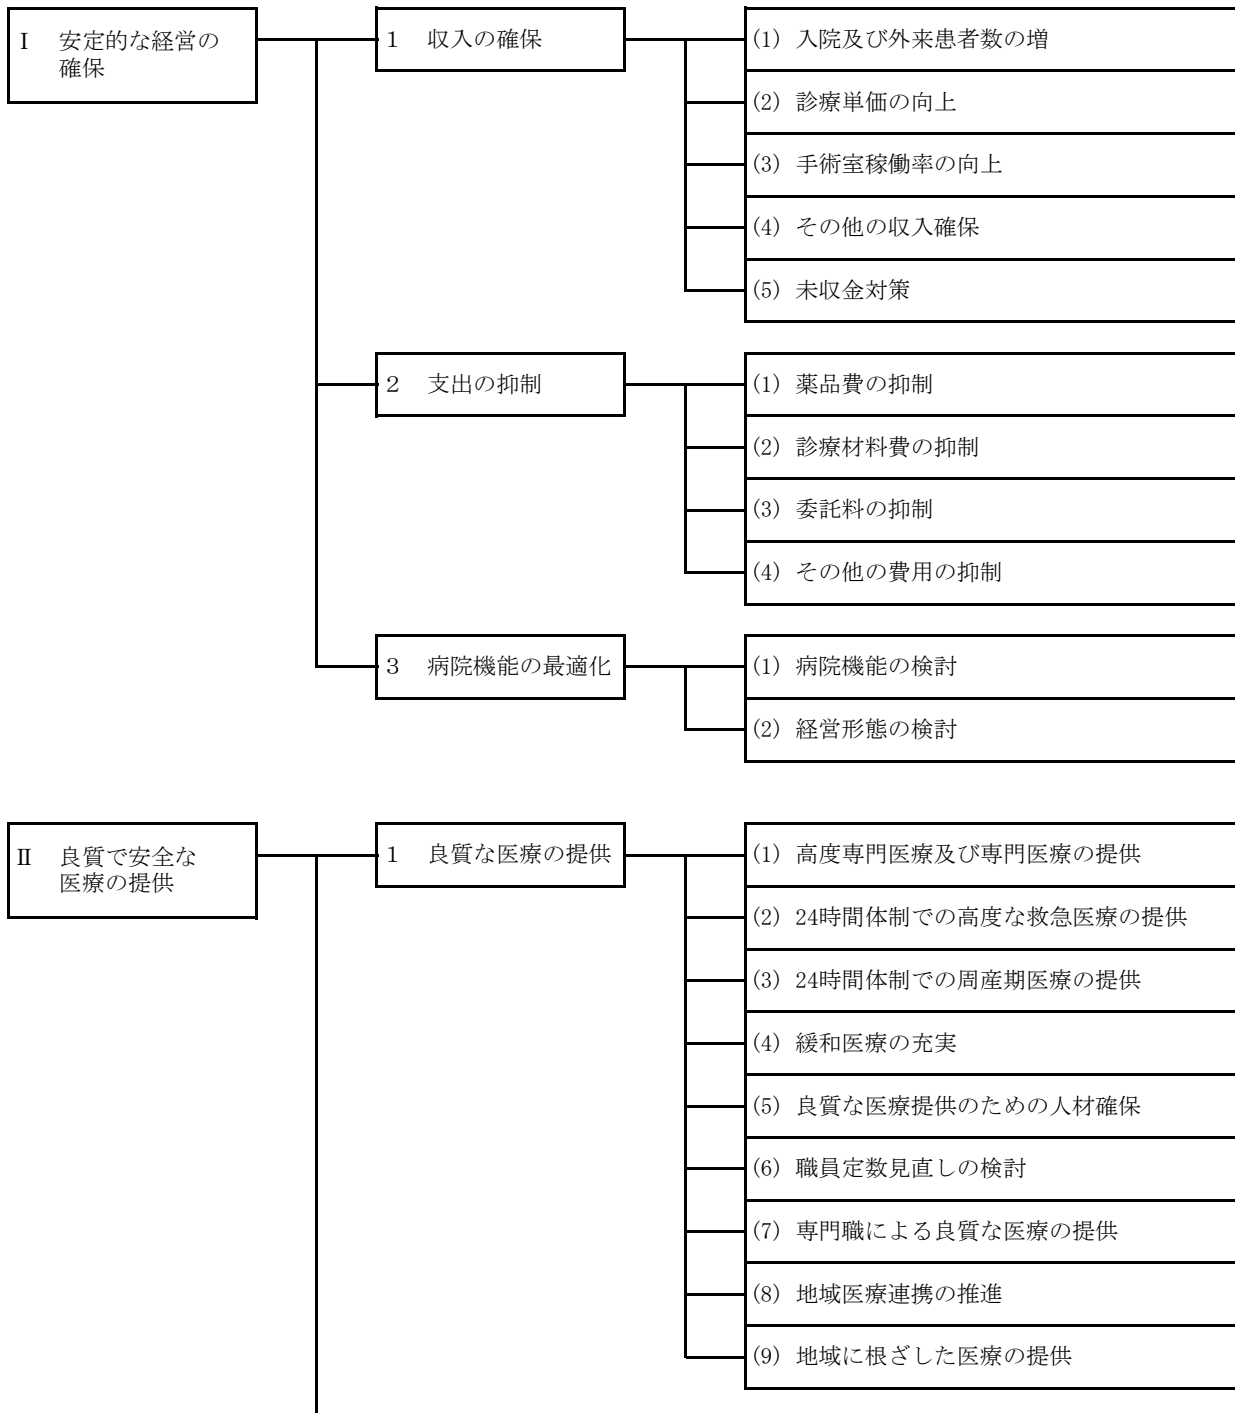 Ⅰ　安定的な経営の
確保
１　収入の確保
(1) 入院及び外来患者数の増
(2) 診療単価の向上
(3) 手術室稼働率の向上
(4) その他の収入確保
(5) 未収金対策
２　支出の抑制
(1) 薬品費の抑制
(2) 診療材料費の抑制
(3) 委託料の抑制
(4) その他の費用の抑制
３　病院機能の最適化
(1) 病院機能の検討
(2) 経営形態の検討
Ⅱ　良質で安全な
医療の提供
１　良質な医療の提供
(1) 高度専門医療及び専門医療の提供
(2) 24時間体制での高度な救急医療の提供
(3) 24時間体制での周産期医療の提供
(4) 緩和医療の充実
(5) 良質な医療提供のための人材確保
(6) 職員定数見直しの検討
(7) 専門職による良質な医療の提供
(8) 地域医療連携の推進
(9) 地域に根ざした医療の提供